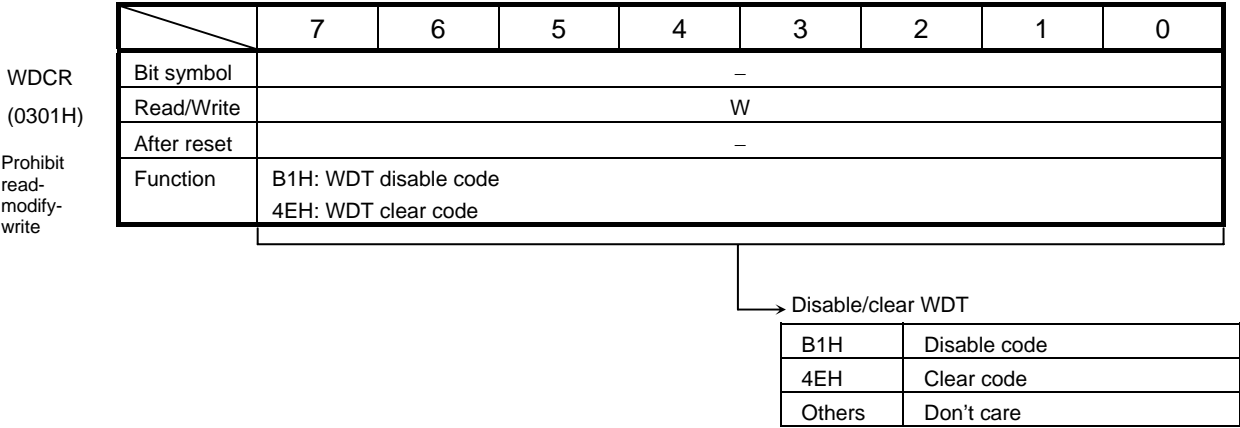 7 6 5 4 3 2 1 0
WDCR
(0301H)
Prohibit
read-
modify-
write
Bit symbol –
Read/Write W
After reset –
Function B1H: WDT disable code
4EH: WDT clear code
Disable/clear WDT
B1H Disable code
4EH Clear code
Others Don't care